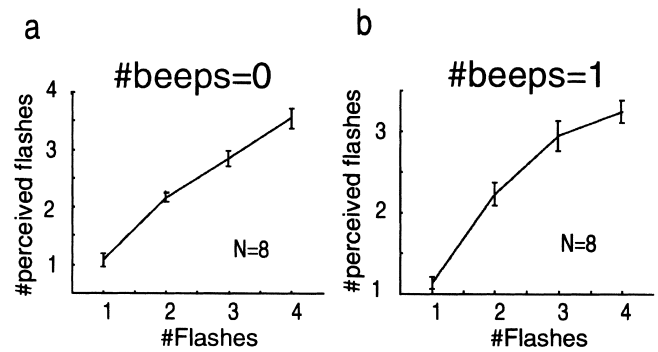 a
#beeps=0
#perceived flashes
4
3
2
1
N=8
1 2 3 4
#Flashes
b
#beeps=1
#perceived flashes
3
2
1
N=8
1 2 3 4
#Flashes